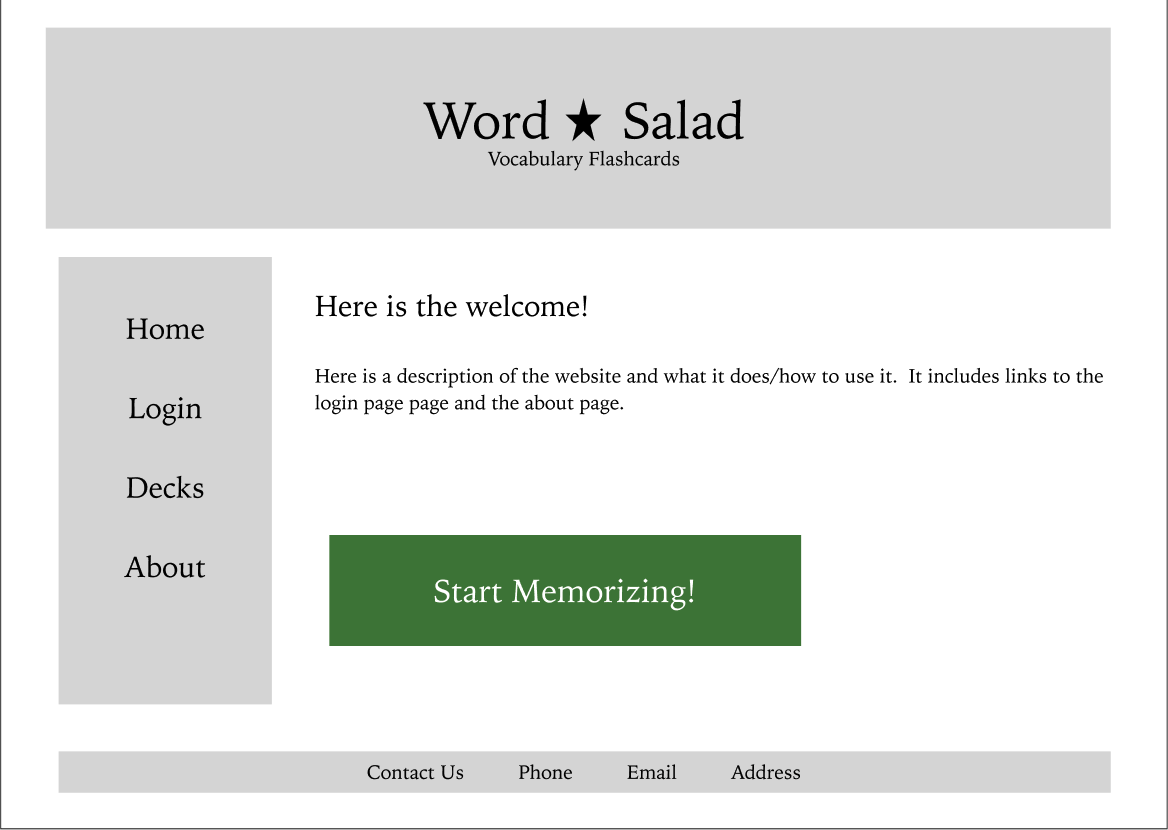 Word ★ Salad
Vocabulary Flashcards
Home
Login
Decks
About
Here is the welcome!
Here is a description of the website and what it does/how to use it.  It includes links to the
login page page and the about page.
Start Memorizing!
Contact Us Phone Email Address